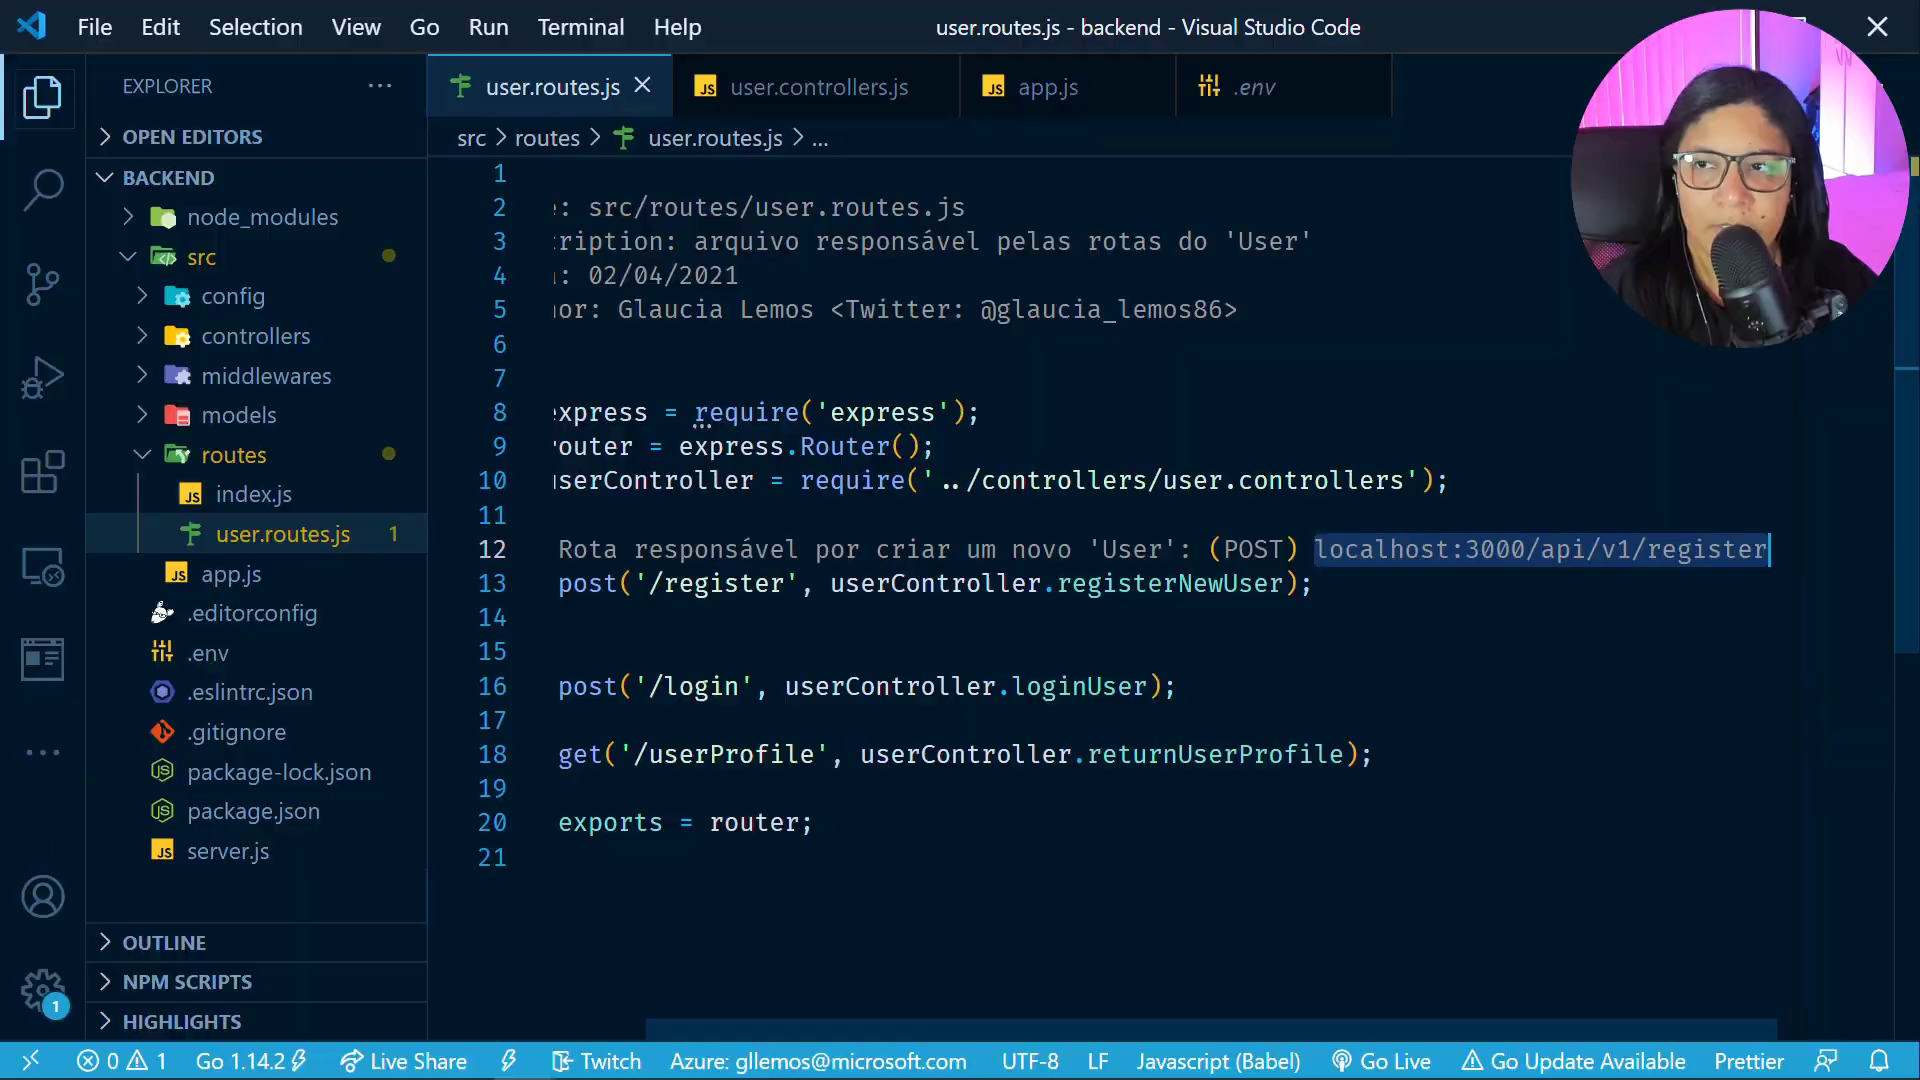 File Edit Selection View Go Run Terminal Help
user.routes.js - backend - Visual Studio Code
EXPLORER
user.routes.js
user.controllers.js
app.js
.env
OPEN EDITORS
src > routes > user.routes.js > ...
BACKEND
node_modules
src
config
controllers
middlewares
models
routes
index.js
user.routes.js 1
app.js
.editorconfig
.env
.eslintrc.json
.gitignore
package-lock.json
package.json
server.js
OUTLINE
NPM SCRIPTS
HIGHLIGHTS
1
1
2 : src/routes/user.routes.js
3 cription: arquivo responsável pelas rotas do 'User'
4 : 02/04/2021
5 or: Glaucia Lemos <Twitter: @glaucia_lemos86>
6
7
8 express = require('express');
9 router = express.Router();
10 userController = require('../controllers/user.controllers');
11
12 Rota responsável por criar um novo 'User': (POST) localhost:3000/api/v1/register
13 post('/register', userController.registerNewUser);
14
15
16 post('/login', userController.loginUser);
17
18 get('/userProfile', userController.returnUserProfile);
19
20 exports = router;
21
0 1 Go 1.14.2 Live Share Twitch Azure: gllemos@microsoft.com UTF-8 LF Javascript (Babel) Go Live Go Update Available Prettier